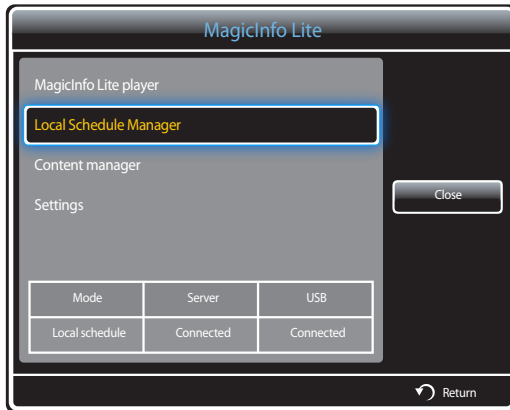 MagicInfo Lite
MagicInfo Lite player
Local Schedule Manager
Content manager
Settings
Close
Mode Server USB
Local schedule Connected Connected
Return